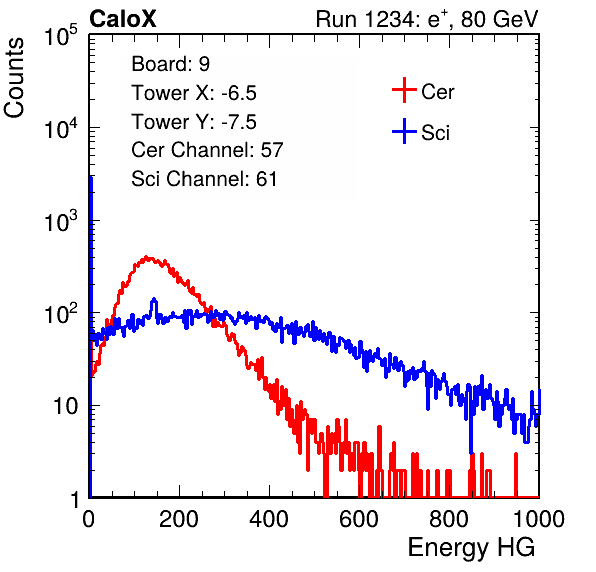 CaloX Run 1234: e⁺, 80 GeV
Counts
Board: 9
Tower X: -6.5
Tower Y: -7.5
Cer Channel: 57
Sci Channel: 61
Cer
Sci
10⁵
10⁴
10³
10²
10
1
0 200 400 600 800 1000
Energy HG